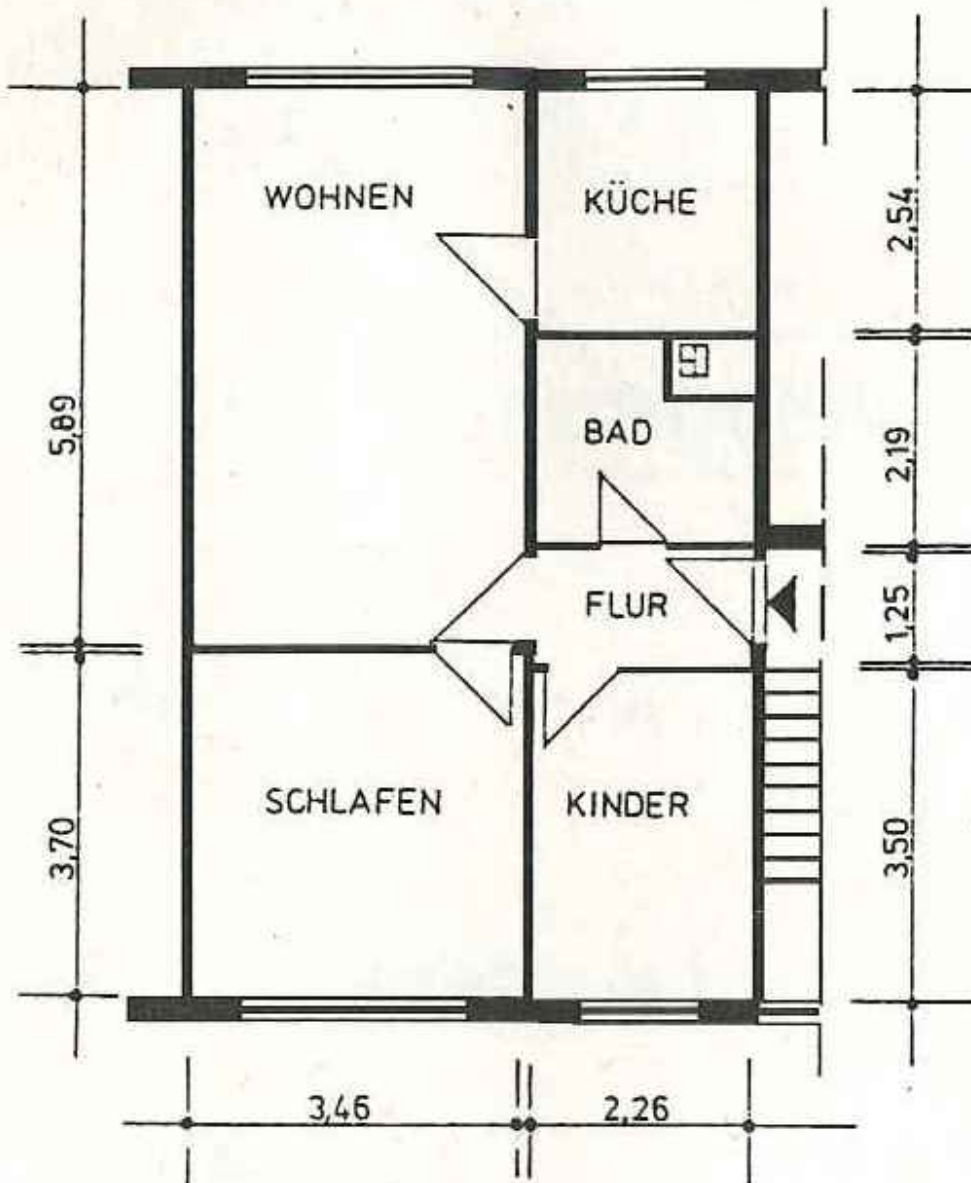 WOHNEN
KÜCHE
2,54
5,89
BAD
2,19
FLUR
1,25
SCHLAFEN
KINDER
3,70
3,50
3,46
2,26